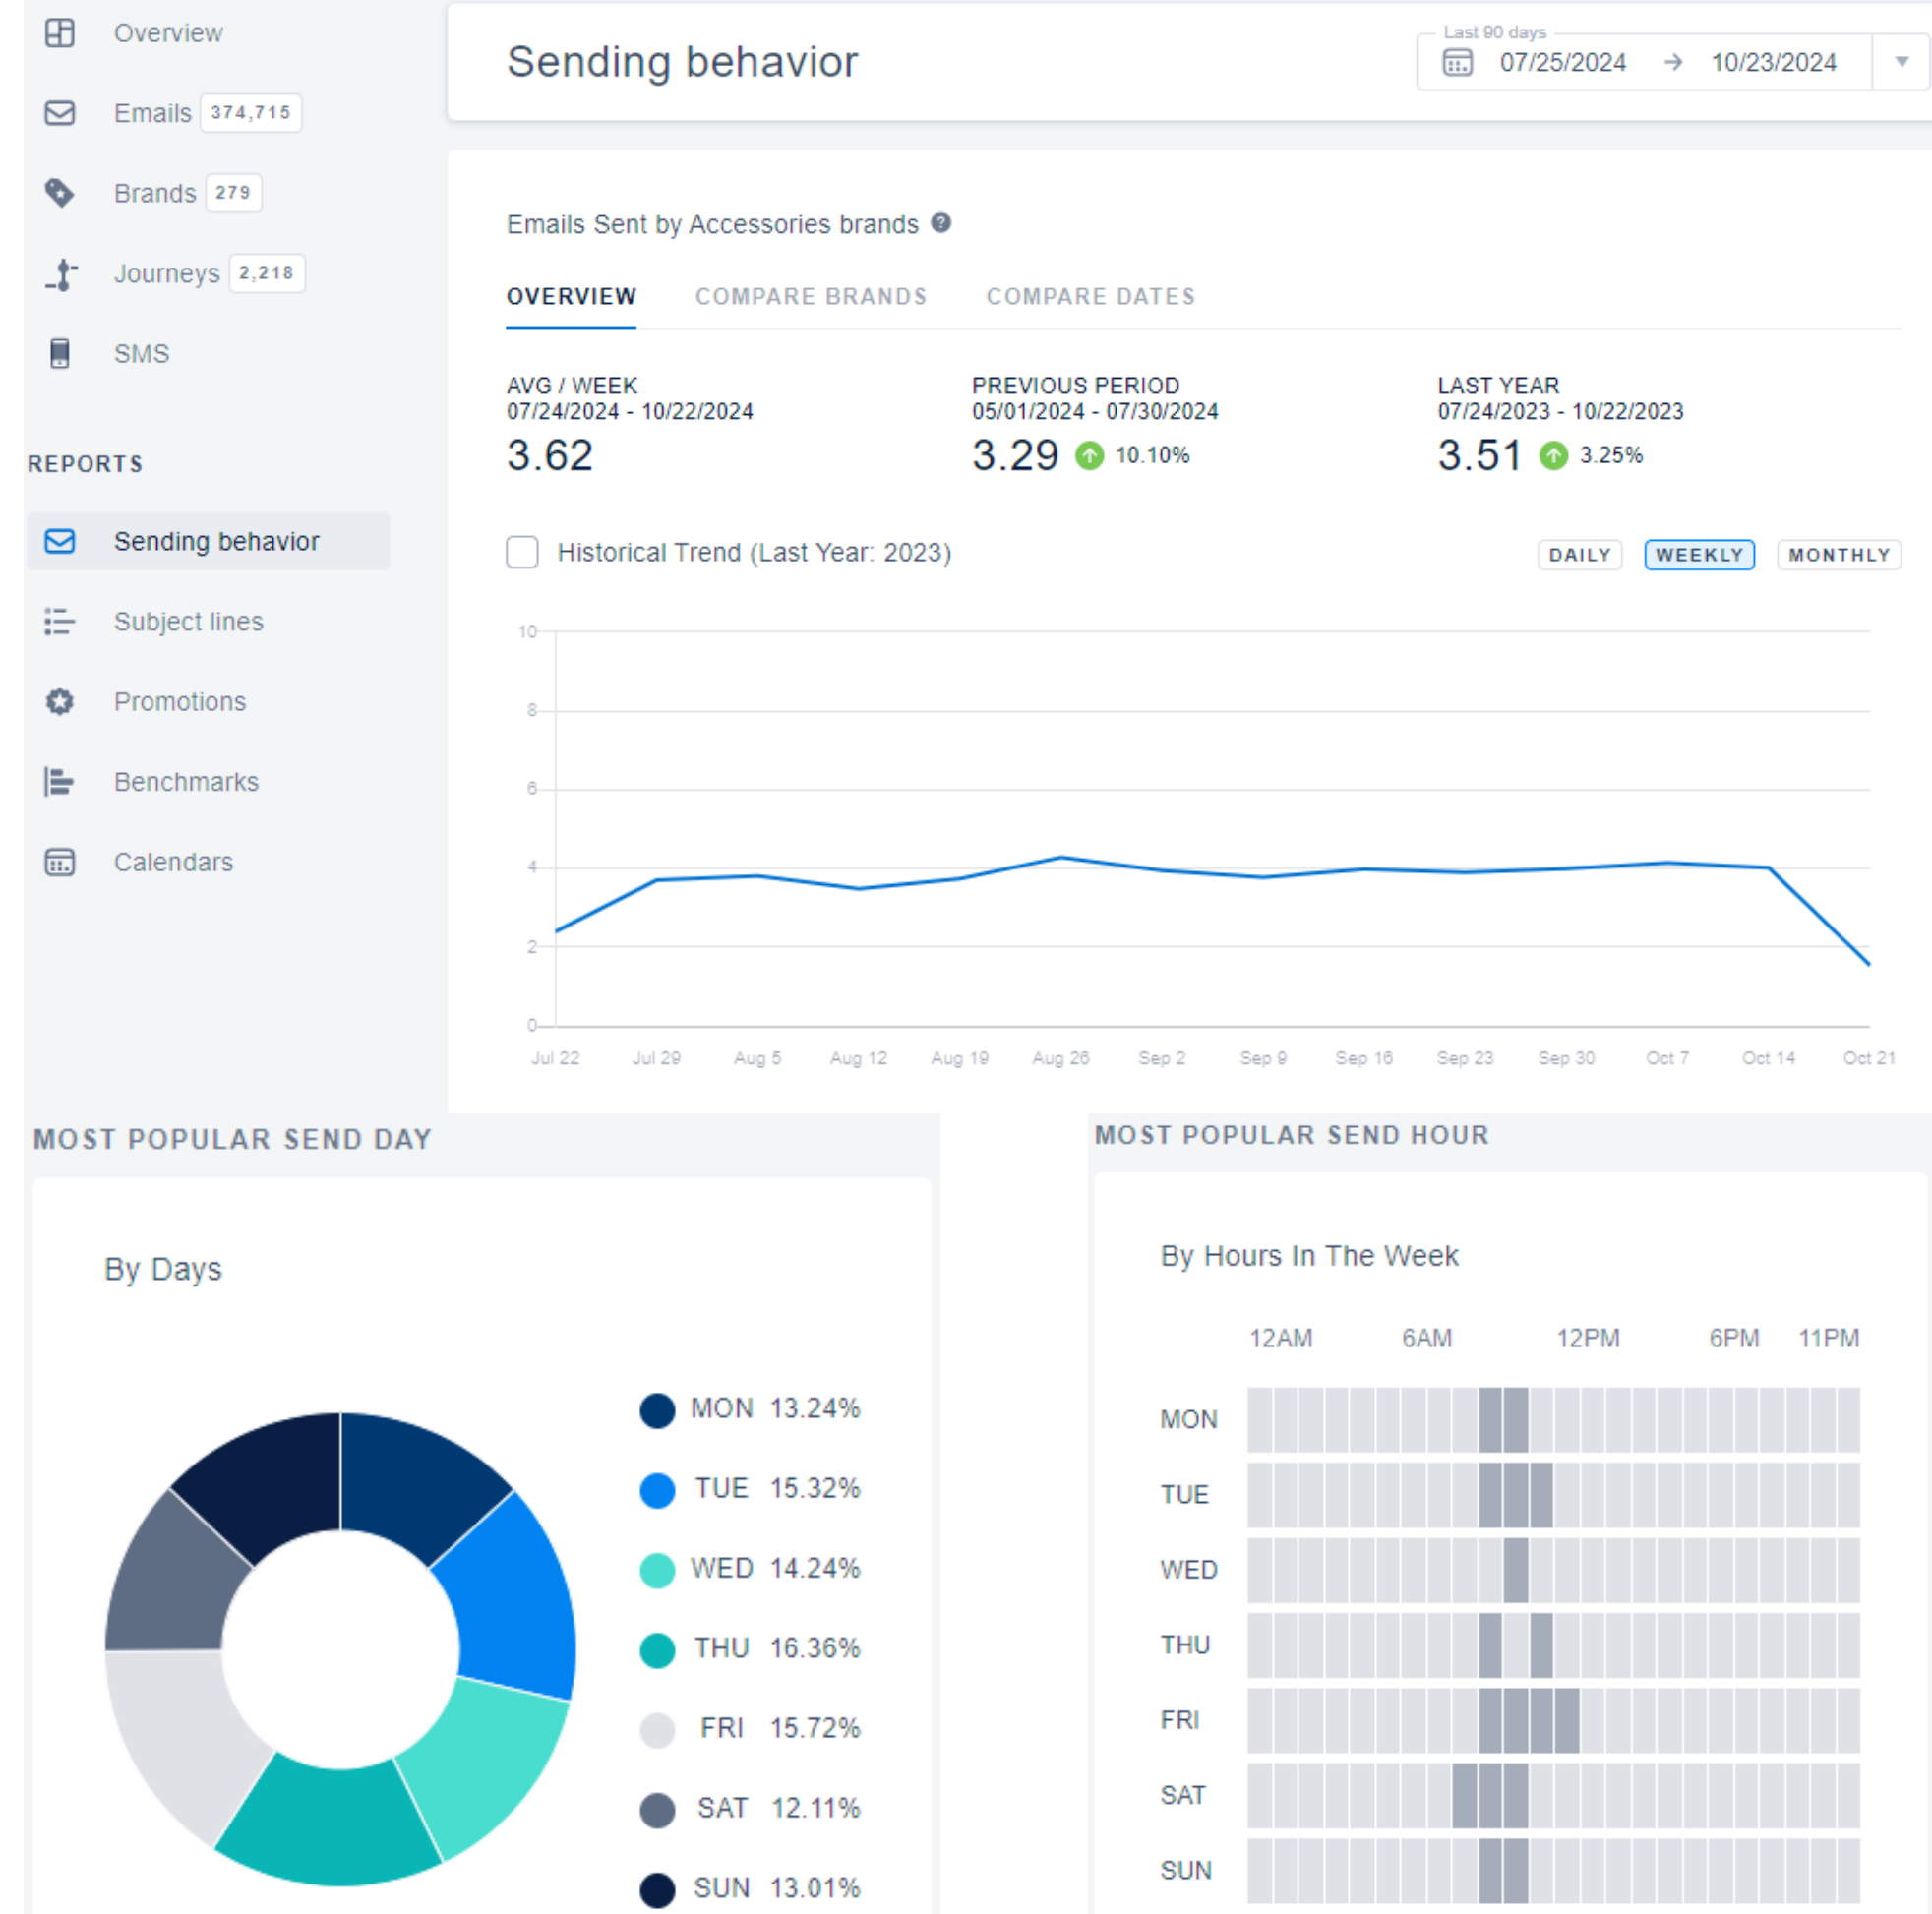 Overview
Emails 374,715
Brands 279
Journeys 2,218
SMS
REPORTS
Sending behavior
Subject lines
Promotions
Benchmarks
Calendars
Sending behavior
Last 90 days
07/25/2024 → 10/23/2024
Emails Sent by Accessories brands ?
OVERVIEW COMPARE BRANDS COMPARE DATES
AVG / WEEK
07/24/2024 - 10/22/2024
3.62
PREVIOUS PERIOD
05/01/2024 - 07/30/2024
3.29 10.10%
LAST YEAR
07/24/2023 - 10/22/2023
3.51 3.25%
Historical Trend (Last Year: 2023)
DAILY WEEKLY MONTHLY
10
8
6
4
2
0
Jul 22 Jul 29 Aug 5 Aug 12 Aug 19 Aug 26 Sep 2 Sep 9 Sep 16 Sep 23 Sep 30 Oct 7 Oct 14 Oct 21
MOST POPULAR SEND DAY
By Days
MON 13.24%
TUE 15.32%
WED 14.24%
THU 16.36%
FRI 15.72%
SAT 12.11%
SUN 13.01%
MOST POPULAR SEND HOUR
By Hours In The Week
12AM 6AM 12PM 6PM 11PM
MON
TUE
WED
THU
FRI
SAT
SUN